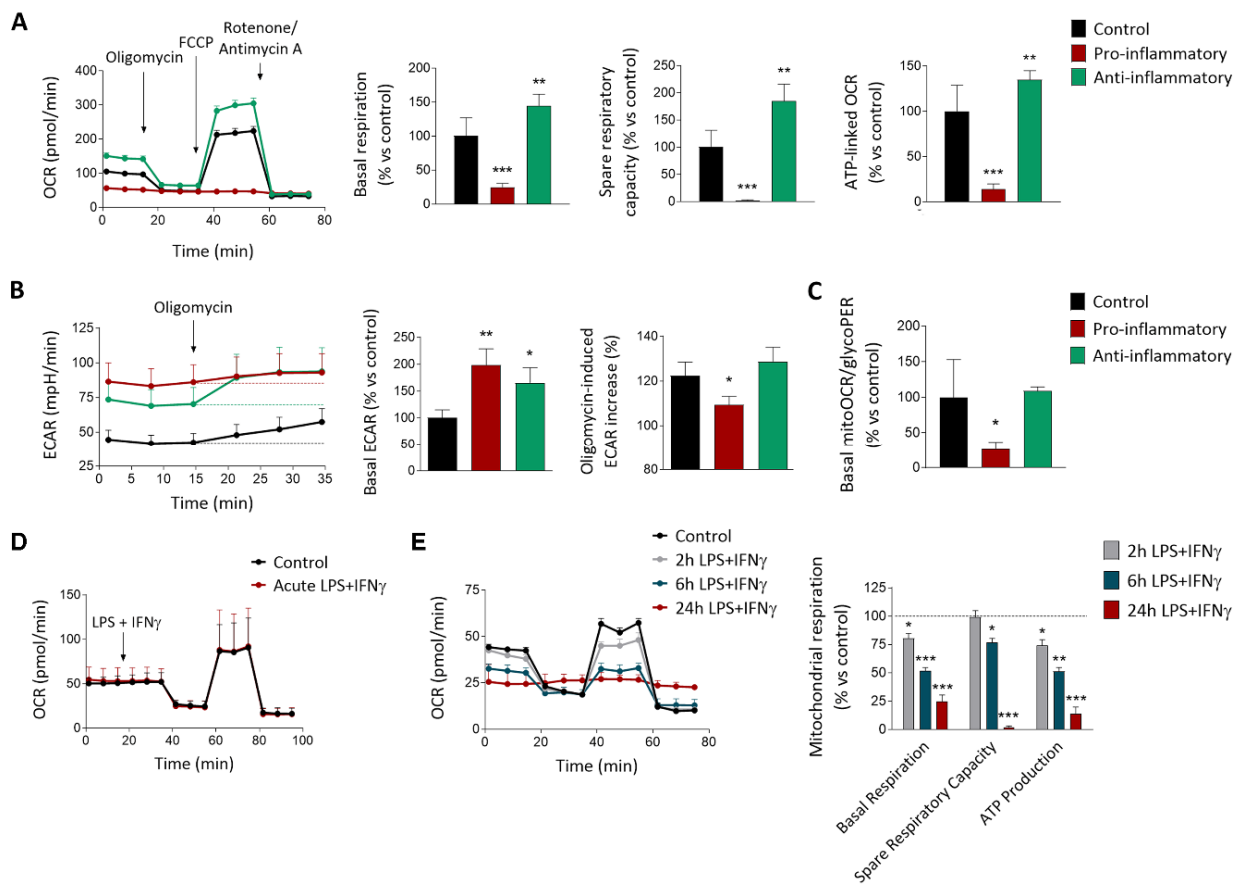 A
Oligomycin
FCCP
Rotenone/
Antimycin A
OCR (pmol/min)
400
300
200
100
0
0 20 40 60 80
Time (min)
Basal respiration
(% vs control)
200
150
100
50
0
***
**
Spare respiratory
capacity (% vs control)
250
200
150
100
50
0
***
**
ATP-linked OCR
(% vs control)
150
100
50
0
-
***
**
Control
Pro-inflammatory
Anti-inflammatory
B
Oligomycin
ECAR (mpH/min)
125
100
75
50
25
0 5 10 15 20 25 30 35
Time (min)
Basal ECAR (% vs control)
250
200
150
100
50
0
**
*
Oligomycin-induced
ECAR increase (%)
140
120
100
80
*
C
Control
Pro-inflammatory
Anti-inflammatory
Basal mitoOCR/glycoPER
(% vs control)
200
150
100
50
0
*
D
Control
Acute LPS+IFNγ
LPS + IFNγ
OCR (pmol/min)
150
100
50
0
0 20 40 60 80 100
Time (min)
E
Control
2h LPS+IFNγ
6h LPS+IFNγ
24h LPS+IFNγ
OCR (pmol/min)
75
50
25
0
0 20 40 60 80
Time (min)
2h LPS+IFNγ
6h LPS+IFNγ
24h LPS+IFNγ
Mitochondrial respiration
(% vs control)
125
100
75
50
25
0
* *** ***
* ***
* ** ***
Basal Respiration
Spare Respiratory Capacity
ATP Production